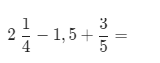 2 1/4 − 1, 5 + 3/5 =